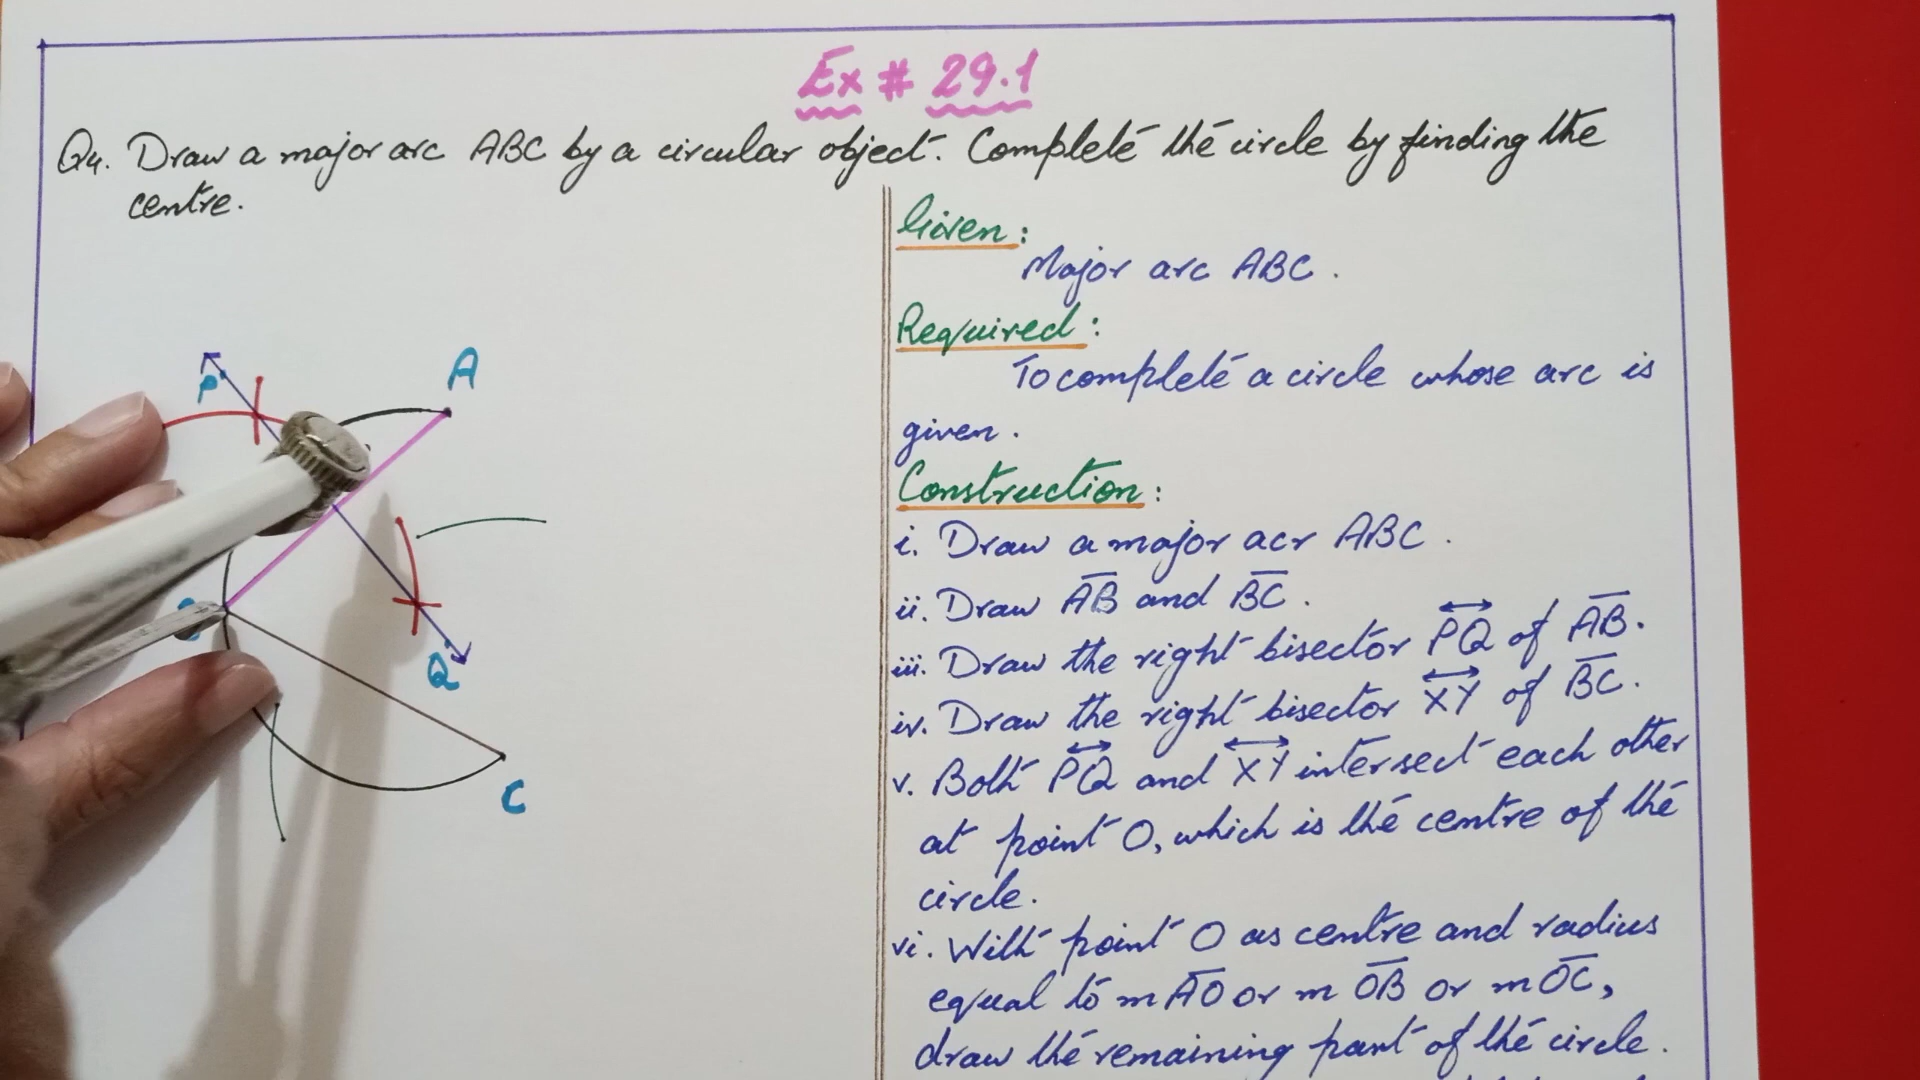 Ex # 29.1
Q4. Draw a major arc ABC by a circular object. Complete the circle by finding the
centre.
Given:
Major arc ABC.
Required:
To complete a circle whose arc is
given.
Construction:
i. Draw a major acr ABC.
ii. Draw AB and BC.
iii. Draw the right bisector PQ of AB.
iv. Draw the right bisector XY of BC.
v. Both PQ and XY intersect each other
at point O, which is the centre of the
circle.
vi. With point O as centre and radius
equal to mAO or mOB or mOC,
draw the remaining part of the circle.
P
A
Q
C